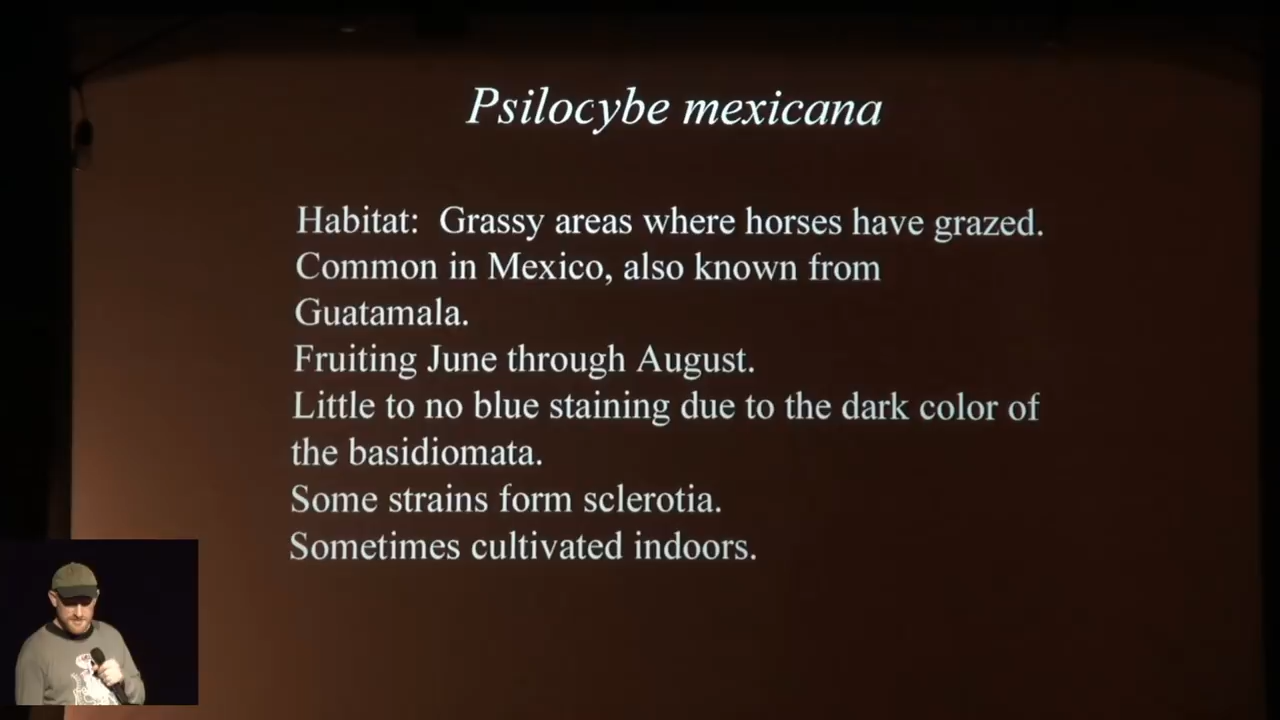 Psilocybe mexicana
Habitat: Grassy areas where horses have grazed.
Common in Mexico, also known from
Guatamala.
Fruiting June through August.
Little to no blue staining due to the dark color of
the basidiomata.
Some strains form sclerotia.
Sometimes cultivated indoors.